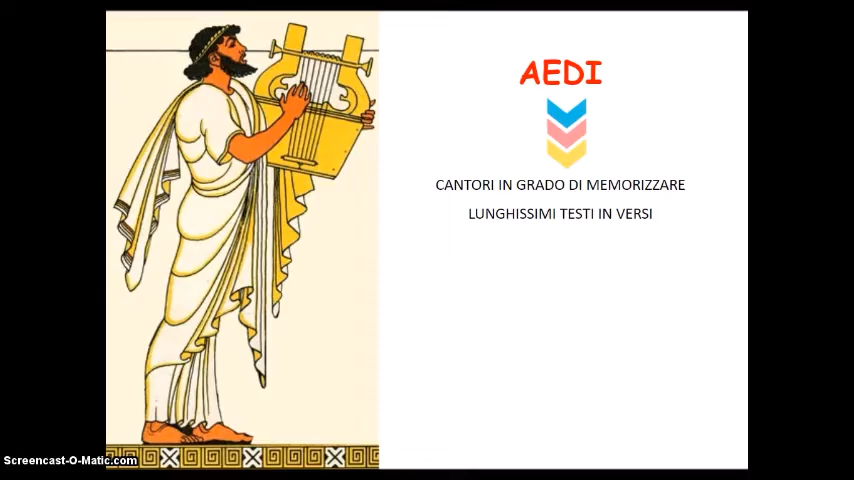 AEDI
CANTORI IN GRADO DI MEMORIZZARE
LUNGHISSIMI TESTI IN VERSI
Screencast-O-Matic.com